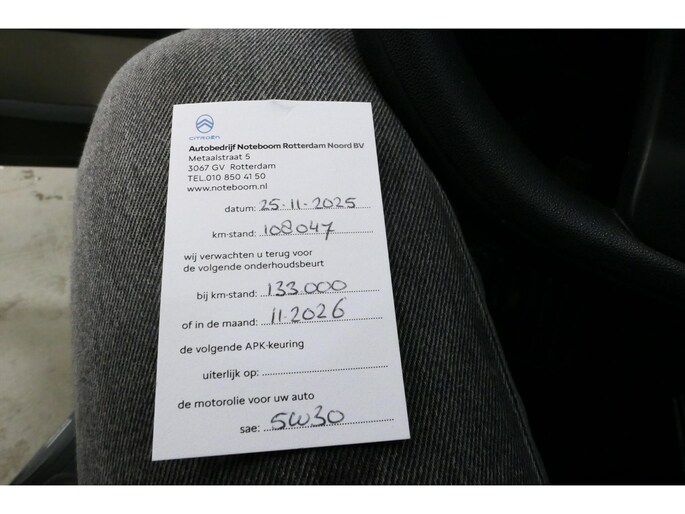 CITROËN
Autobedrijf Noteboom Rotterdam Noord BV
Metaalstraat 5
3067 GV Rotterdam
TEL.010 850 41 50
www.noteboom.nl
datum: 25-11-2025
km-stand: 108047
wij verwachten u terug voor
de volgende onderhoudsbeurt
bij km-stand: 133.000
of in de maand: 11.2026
de volgende APK-keuring
uiterlijk op:
de motorolie voor uw auto
sae: 5W30